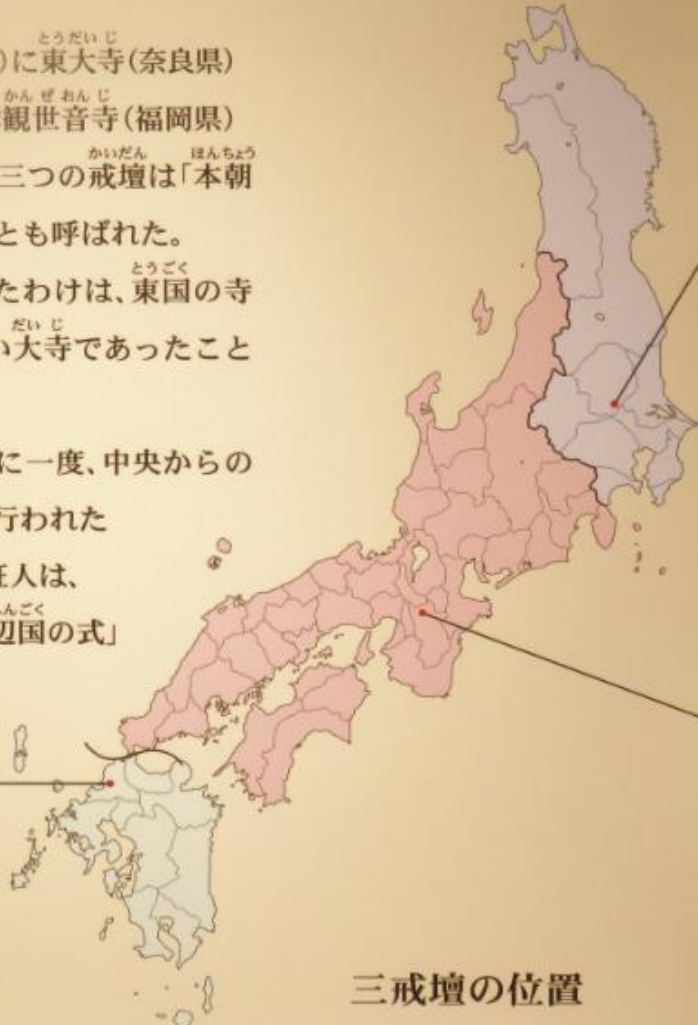 )に東大寺(奈良県)
観世音寺(福岡県)
三つの戒壇は「本朝
とも呼ばれた。
たわけは、東国の寺
い大寺であったこと
に一度、中央からの
行われた
人は、
国の式」
三戒壇の位置